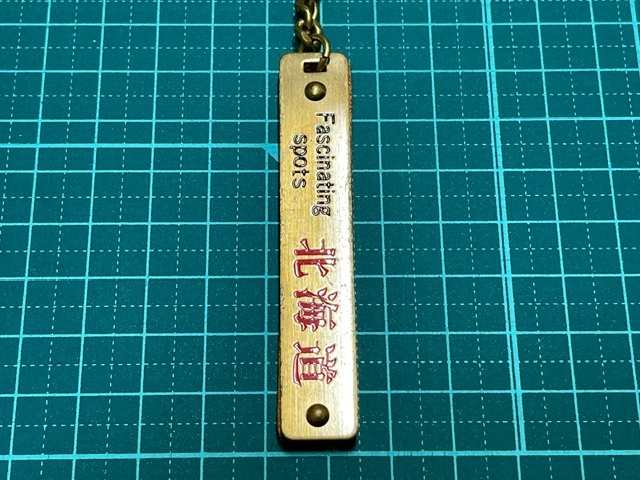 Fascinating
spots
北海道